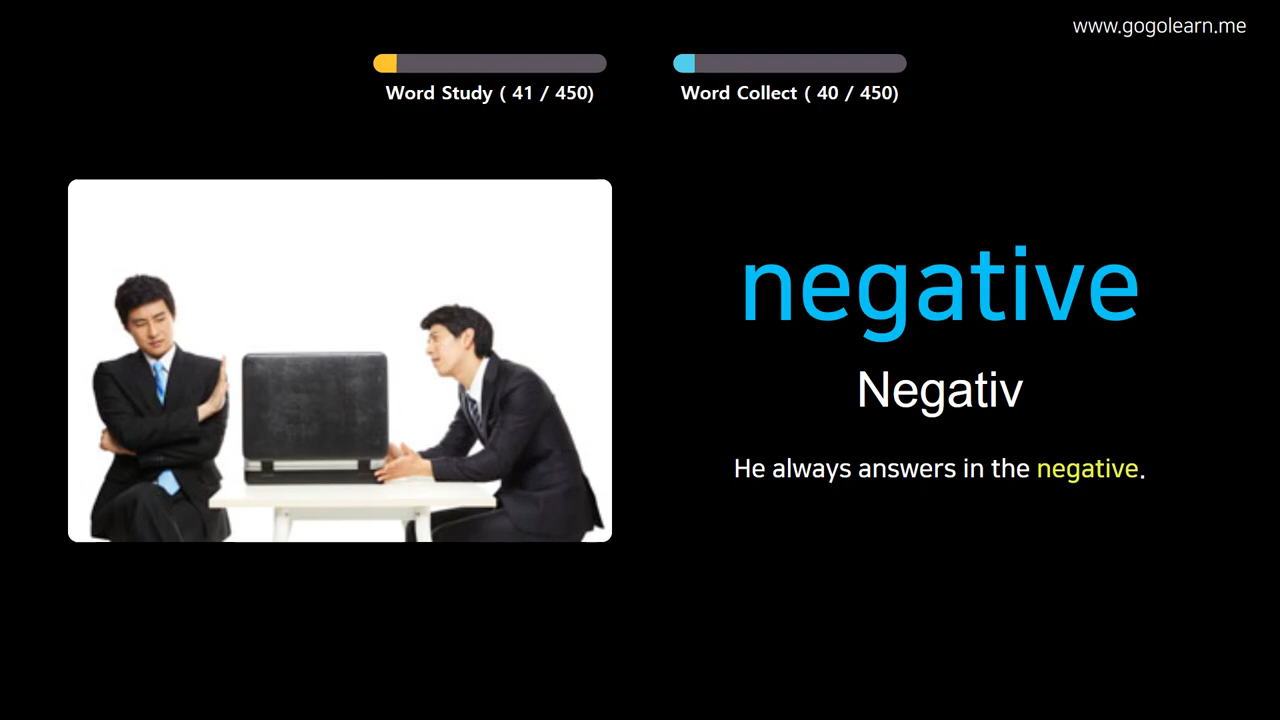 www.gogolearn.me
Word Study ( 41 / 450)
Word Collect ( 40 / 450)
negative
Negativ
He always answers in the negative.